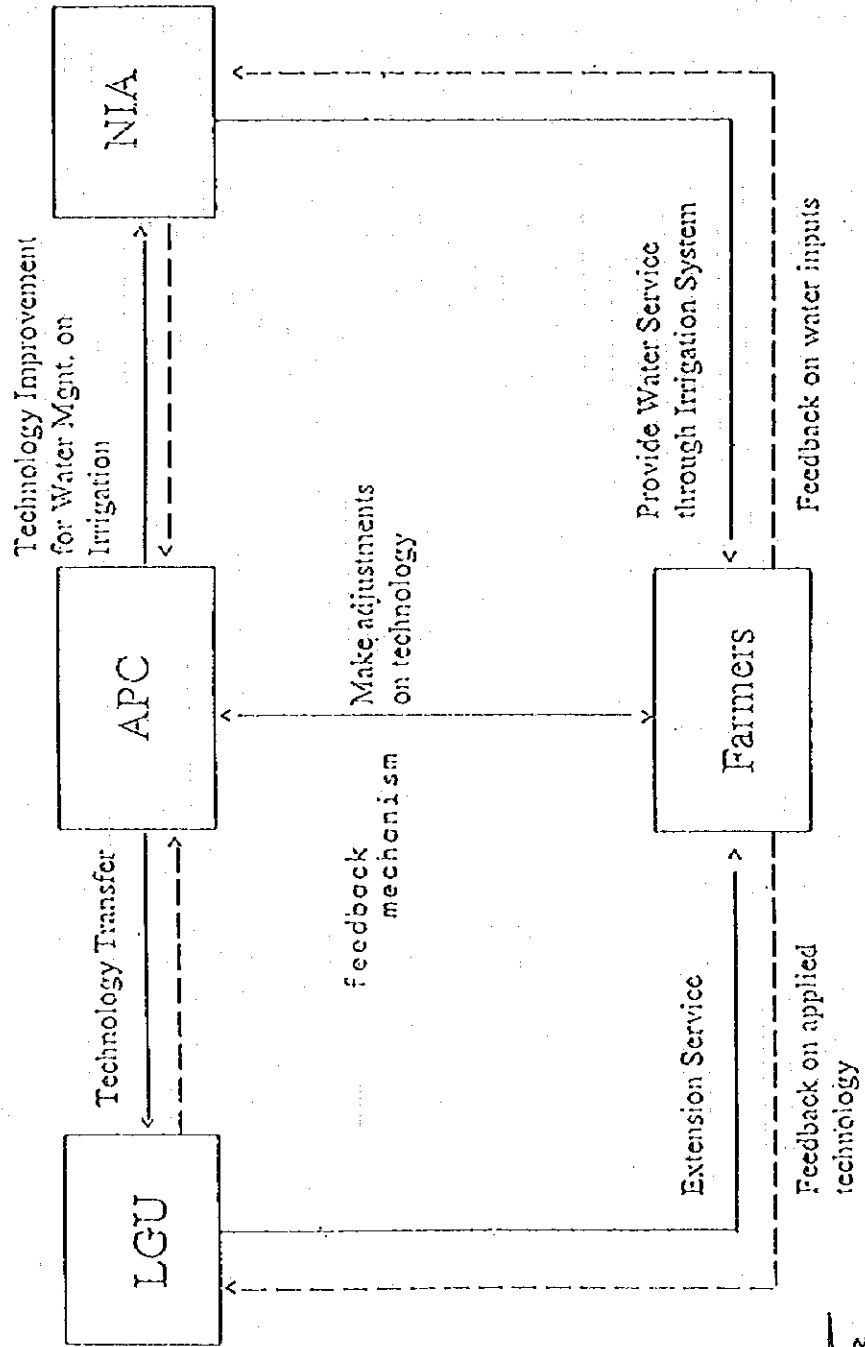 LGU
Technology Transfer
APC
Technology Improvement
for Water Mgnt. on
Irrigation
NIA
feedback
mechanism
Make adjustments
on technology
Extension Service
Farmers
Provide Water Service
through Irrigation System
Feedback on applied
technology
Feedback on water inputs